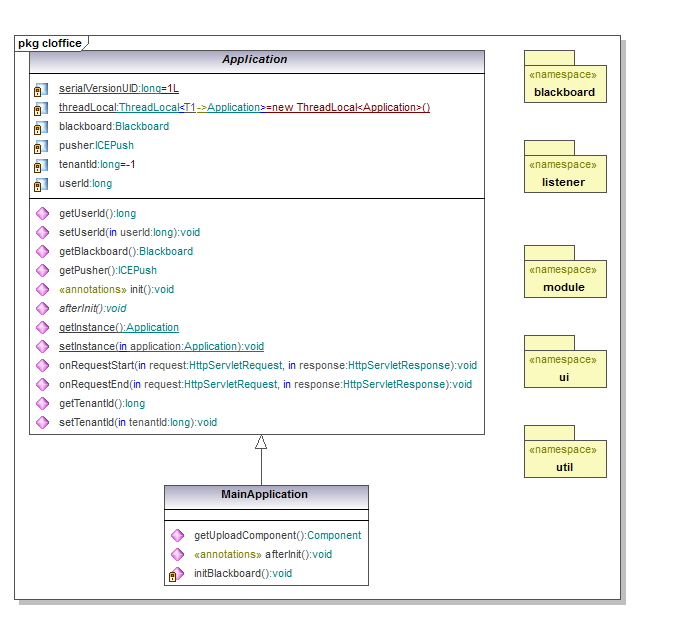 pkg cloffice
Application
serialVersionUID:long=1L
threadLocal:ThreadLocal<T1->Application>=new ThreadLocal<Application>()
blackboard:Blackboard
pusher:ICEPush
tenantId:long=-1
userId:long
getUserId():long
setUserId(in userId:long):void
getBlackboard():Blackboard
getPusher():ICEPush
«annotations» init():void
afterInit():void
getInstance():Application
setInstance(in application:Application):void
onRequestStart(in request:HttpServletRequest, in response:HttpServletResponse):void
onRequestEnd(in request:HttpServletRequest, in response:HttpServletResponse):void
getTenantId():long
setTenantId(in tenantId:long):void
MainApplication
getUploadComponent():Component
«annotations» afterInit():void
initBlackboard():void
«namespace»
blackboard
«namespace»
listener
«namespace»
module
«namespace»
ui
«namespace»
util